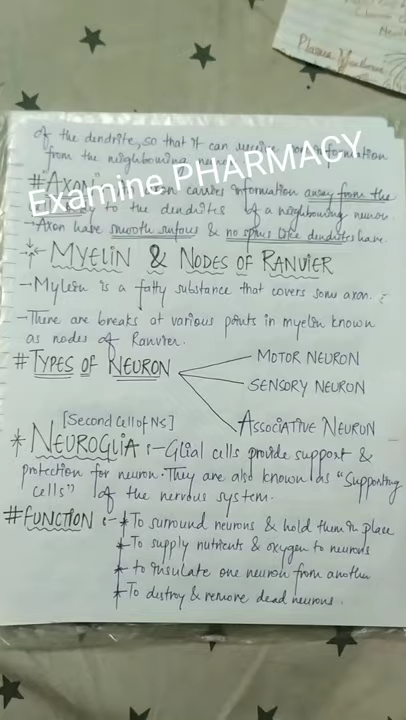 Please
of the dendrite, so that it can receive information
from the neighbouring
Examine PHARMACY
# "Axon" carries information away from the
to the dendrites of a neighbouring neuron.
- Axon have smooth & no spins like dendrites have.
MYELIN & NODES OF RANVIER
- Mylein is a fatty substance that covers some axon.
- There are breaks at various points in myelin known
as nodes of Ranvier.
# TYPES OF NEURON
MOTOR NEURON
SENSORY NEURON
ASSOCIATIVE NEURON
[Second Cell of NS]
* NEUROGLIA :- Glial cells provide support &
protection for neuron. They are also known as "Supporting
cells" of the nervous system.
# FUNCTION :- * To surround neurons & hold them in place
* To supply nutrients & oxygen to neurons
* to insulate one neuron from another
* To destroy & remove dead neurons.